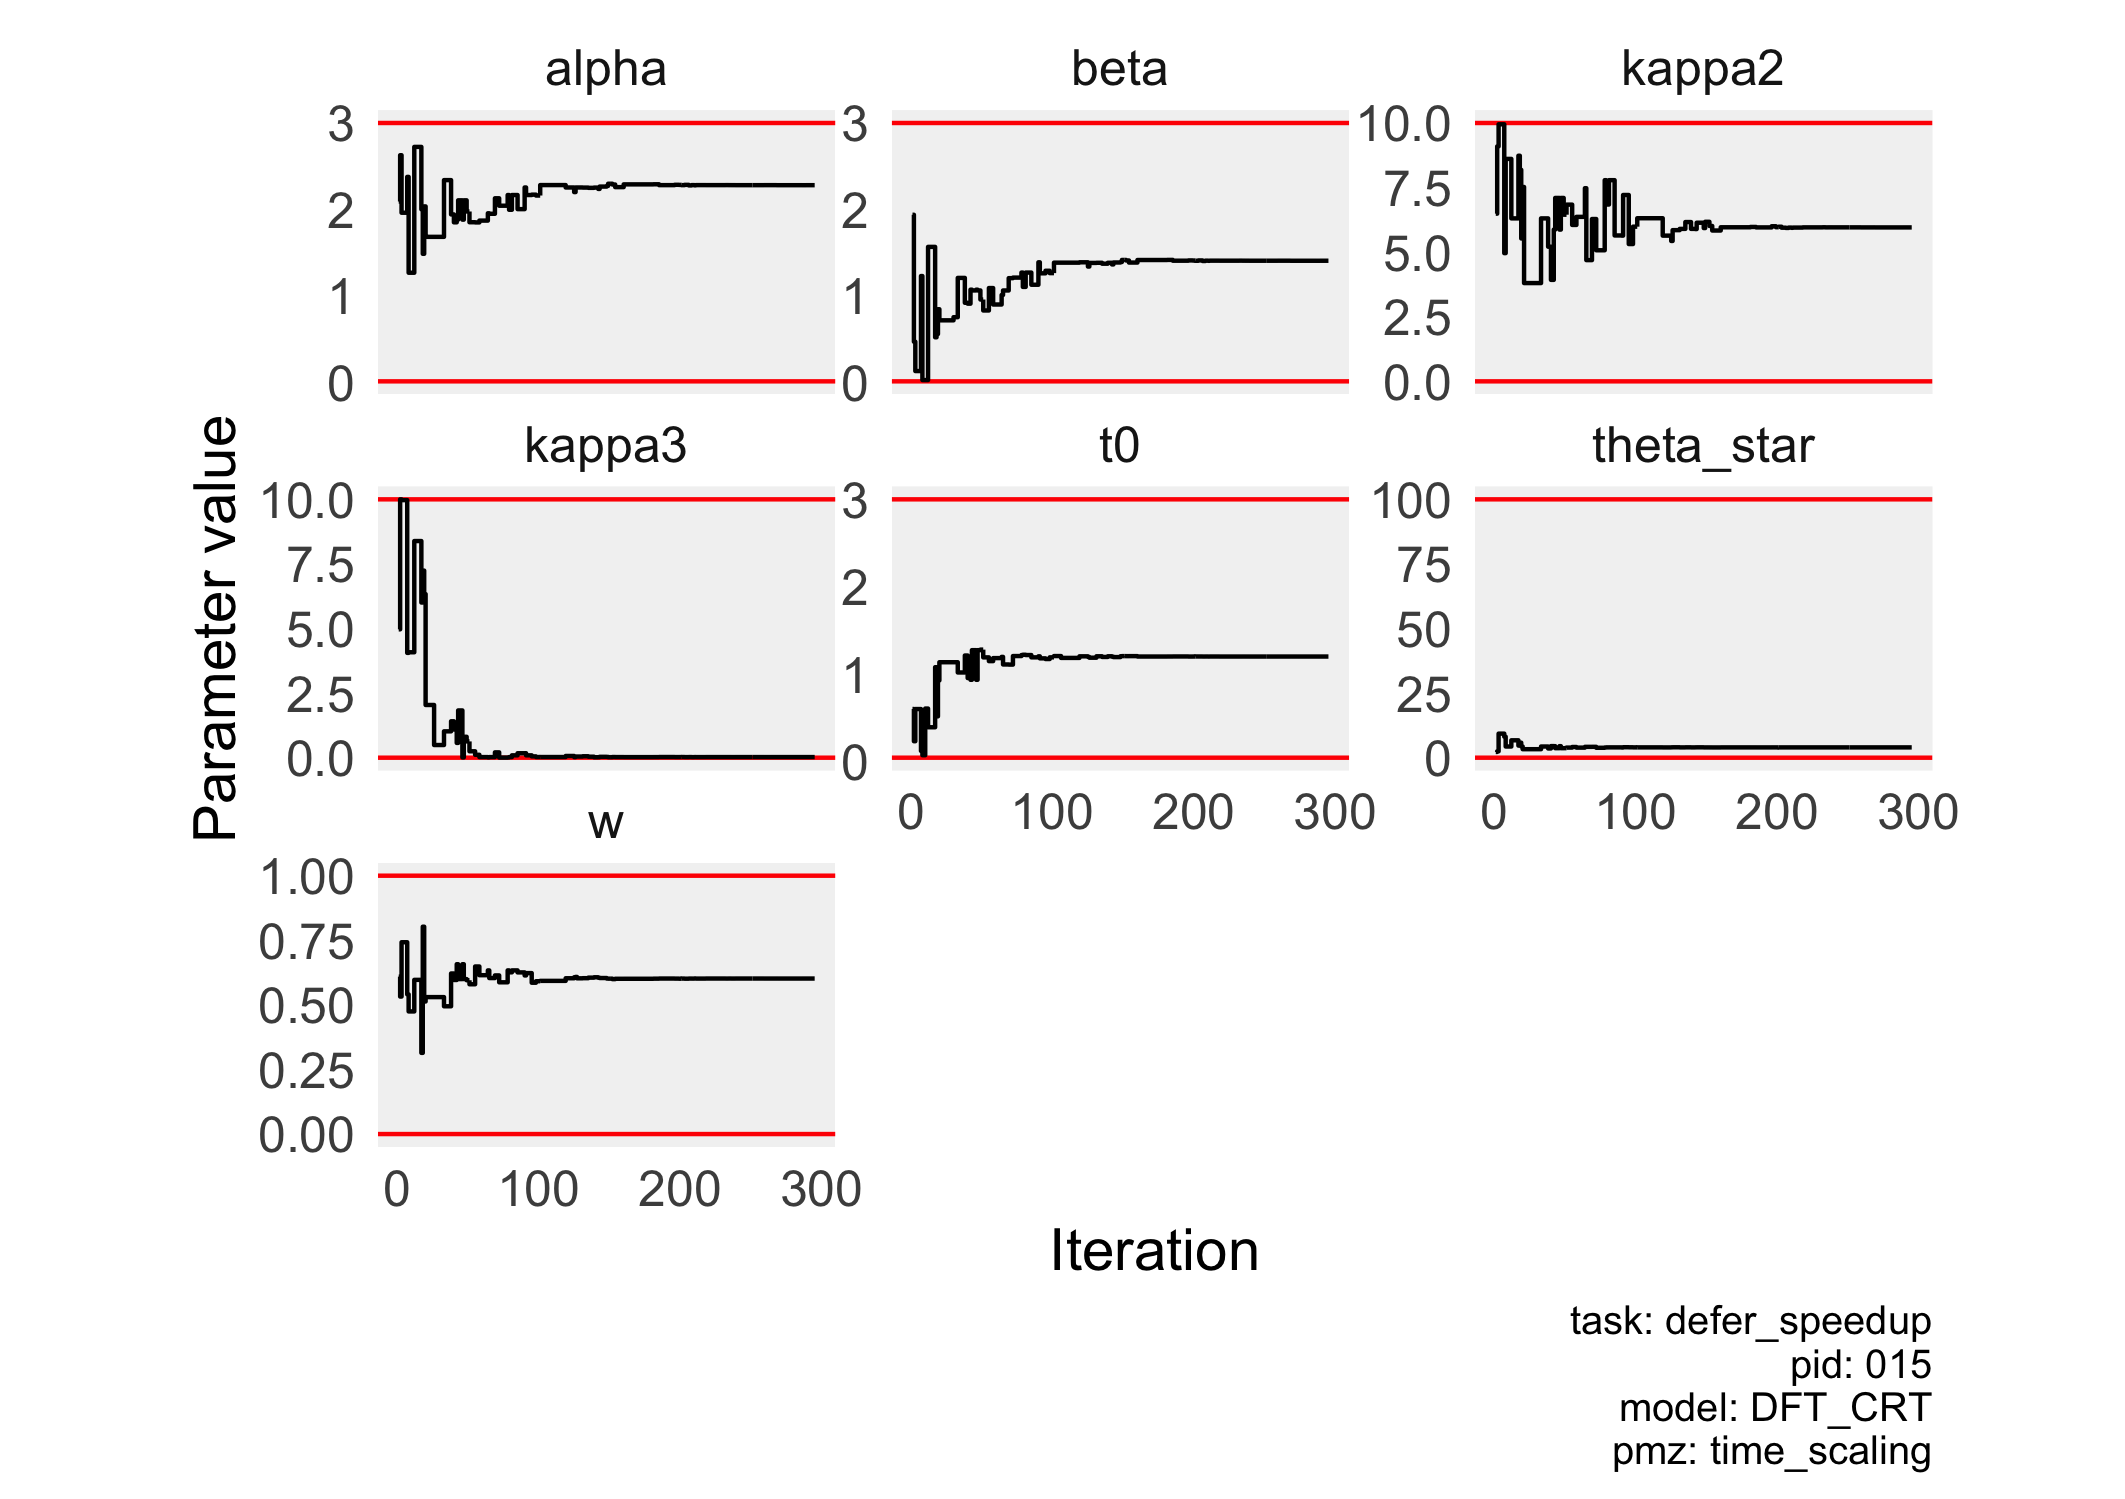 alpha
beta
kappa2
3
2
1
0
3
2
1
0
10.0
7.5
5.0
2.5
0.0
Parameter value
kappa3
t0
theta_star
10.0
7.5
5.0
2.5
0.0
3
2
1
0
100
75
50
25
0
0 100 200 300
0 100 200 300
w
1.00
0.75
0.50
0.25
0.00
0 100 200 300
Iteration
task: defer_speedup
pid: 015
model: DFT_CRT
pmz: time_scaling